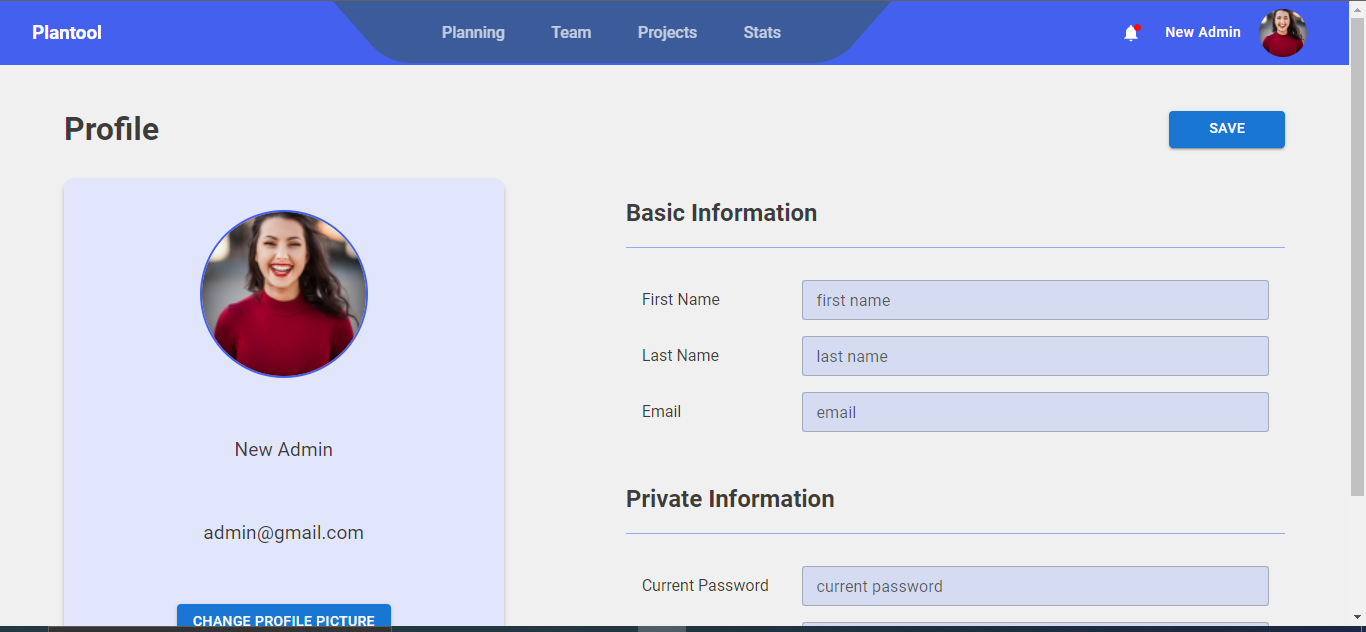 Plantool
Planning Team Projects Stats
New Admin
Profile
SAVE
New Admin
admin@gmail.com
CHANGE PROFILE PICTURE
Basic Information
First Name first name
Last Name last name
Email email
Private Information
Current Password current password